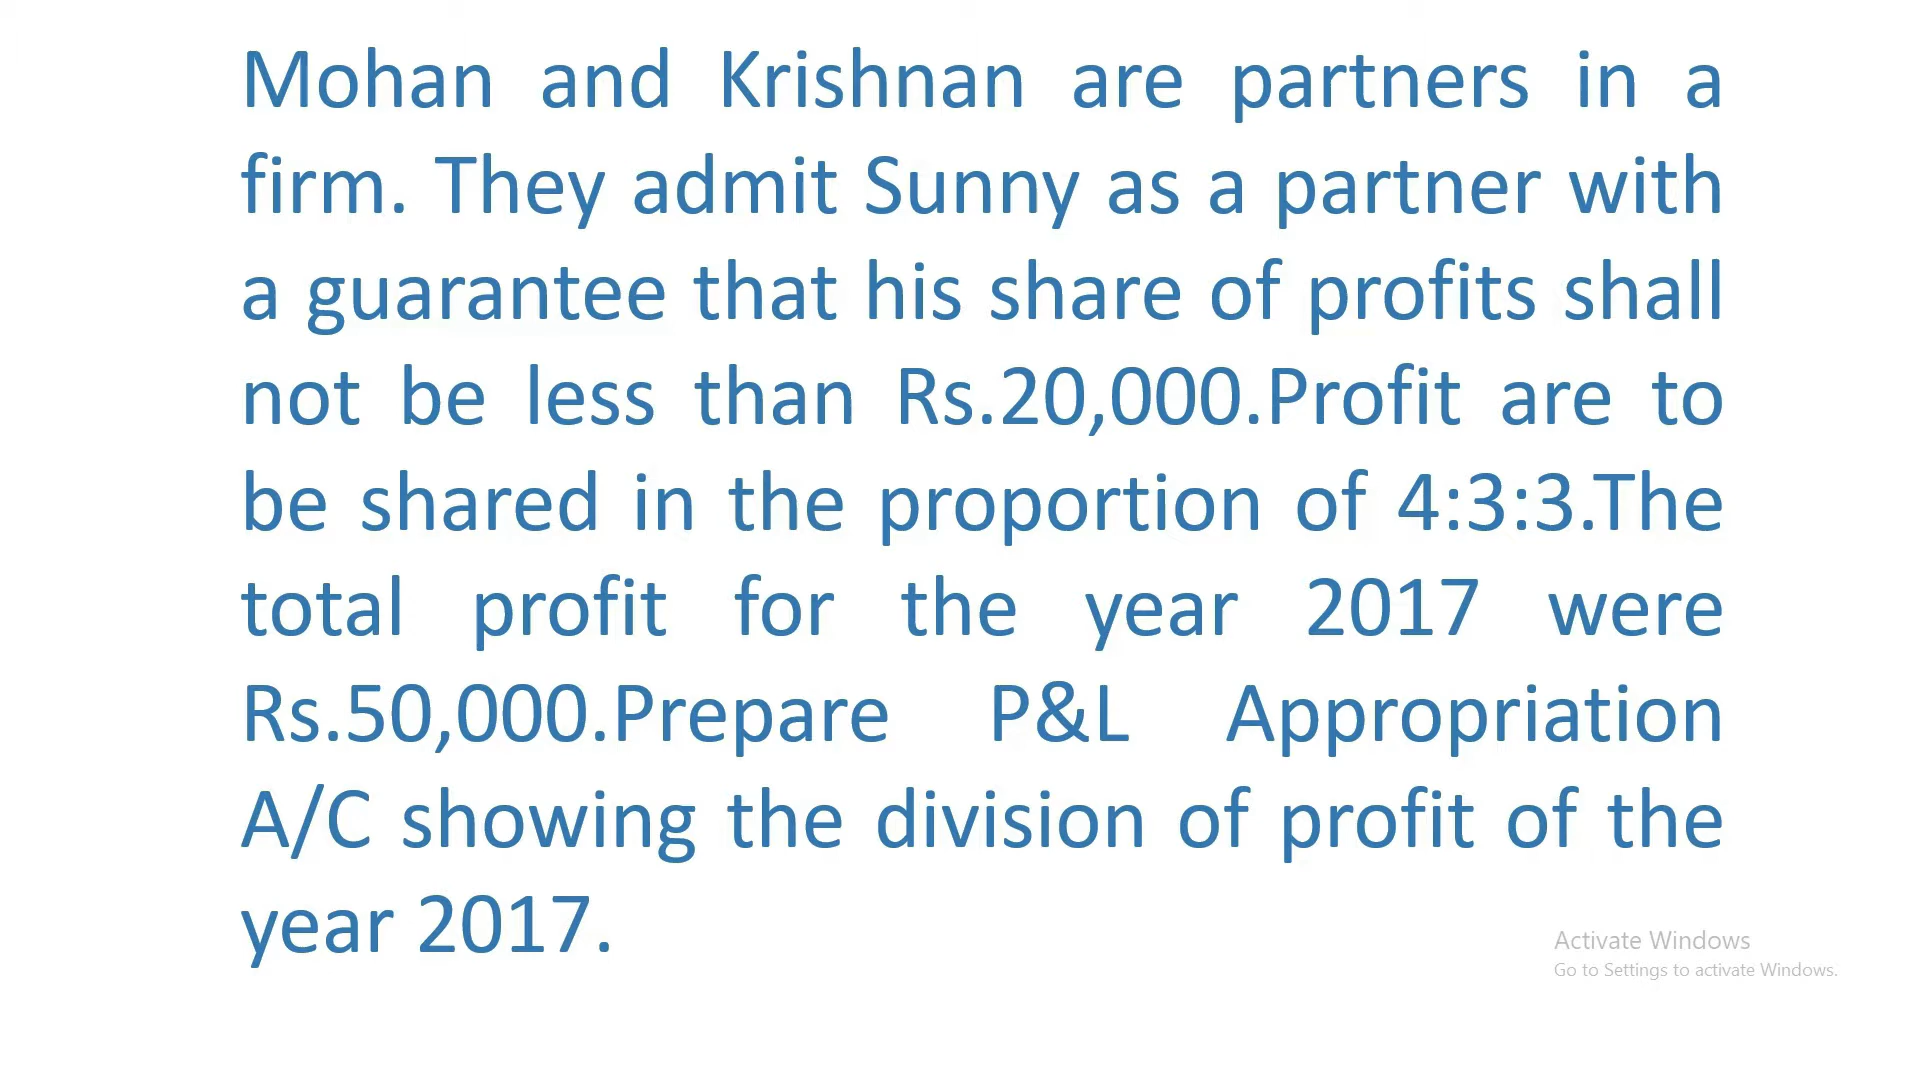 Mohan and Krishnan are partners in a
firm. They admit Sunny as a partner with
a guarantee that his share of profits shall
not be less than Rs.20,000.Profit are to
be shared in the proportion of 4:3:3.The
total profit for the year 2017 were
Rs.50,000.Prepare P&L Appropriation
A/C showing the division of profit of the
year 2017.
Activate Windows
Go to Settings to activate Windows.